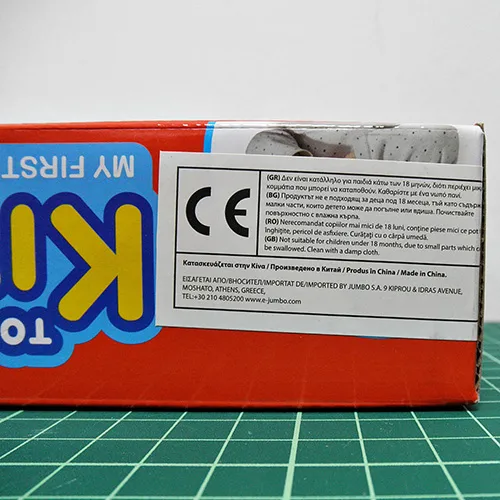 MY FIRST
KI
TO
CE
(GR) Δεν είναι κατάλληλο για παιδιά κάτω των 18 μηνών, διότι περιέχει μικ
κομμάτια που μπορεί να καταποθούν. Καθαρίστε με ένα νωπό πανί.
(BG) Продуктът не е подходящ за деца под 18 месеца, тъй като съдърж
малки части, които детето може да погълне или вдиша. Почиствайте
повърхностно с влажна кърпа.
(RO) Nerecomandat copiilor mai mici de 18 luni, conține piese mici ce pot
înghițite, pericol de asfixiere. Curățați cu o cârpă umedă.
(GB) Not suitable for children under 18 months, due to small parts which c
be swallowed. Clean with a damp cloth.
Κατασκευάζεται στην Κίνα / Произведено в Китай / Produs in China / Made in China.
ΕΙΣΑΓΕΤΑΙ ΑΠΟ/ВНОСИТЕЛ/IMPORTAT DE/IMPORTED BY JUMBO S.A. 9 KIPROU & IDRAS AVENUE,
MOSHATO, ATHENS, GREECE,
TEL:+30 210 4805200 www.e-jumbo.com